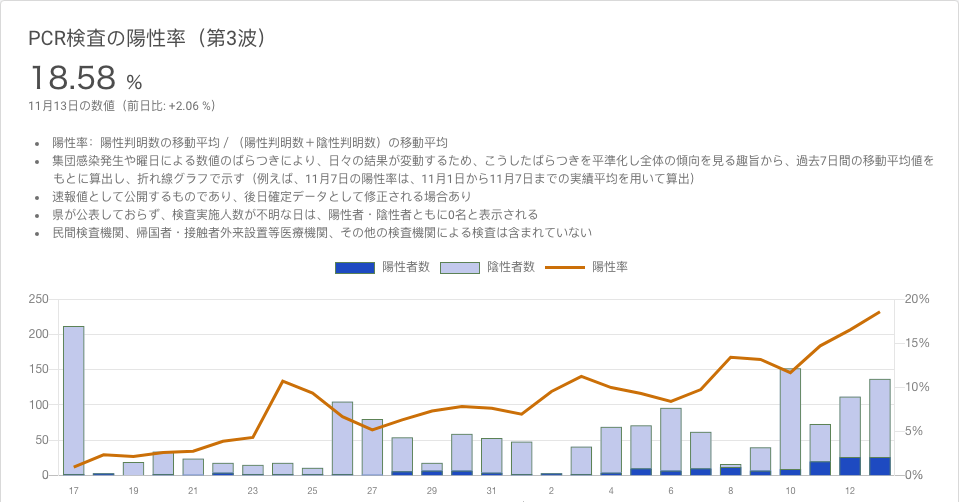 PCR検査の陽性率（第3波）
18.58 %
11月13日の数値（前日比: +2.06 %）
• 陽性率：陽性判明数の移動平均 / （陽性判明数＋陰性判明数）の移動平均
• 集団感染発生や曜日による数値のばらつきにより、日々の結果が変動するため、こうしたばらつきを平準化し全体の傾向を見る趣旨から、過去7日間の移動平均値を
もとに算出し、折れ線グラフで示す（例えば、11月7日の陽性率は、11月1日から11月7日までの実績平均を用いて算出）
• 速報値として公開するものであり、後日確定データとして修正される場合あり
• 県が公表しておらず、検査実施人数が不明な日は、陽性者・陰性者ともに0名と表示される
• 民間検査機関、帰国者・接触者外来設置等医療機関、その他の検査機関による検査は含まれていない
陽性者数 陰性者数 陽性率
250 20%
200
150 15%
100 10%
50 5%
0 0%
17 19 21 23 25 27 29 31 2 4 6 8 10 12